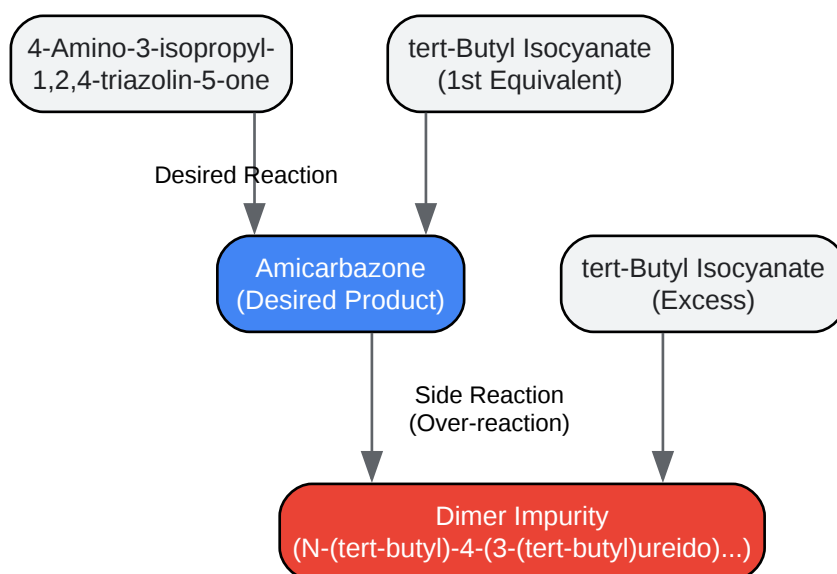 4-Amino-3-isopropyl-
1,2,4-triazolin-5-one
tert-Butyl Isocyanate
(1st Equivalent)
Desired Reaction
Amicarbazone
(Desired Product)
tert-Butyl Isocyanate
(Excess)
Side Reaction
(Over-reaction)
Dimer Impurity
(N-(tert-butyl)-4-(3-(tert-butyl)ureido)...)